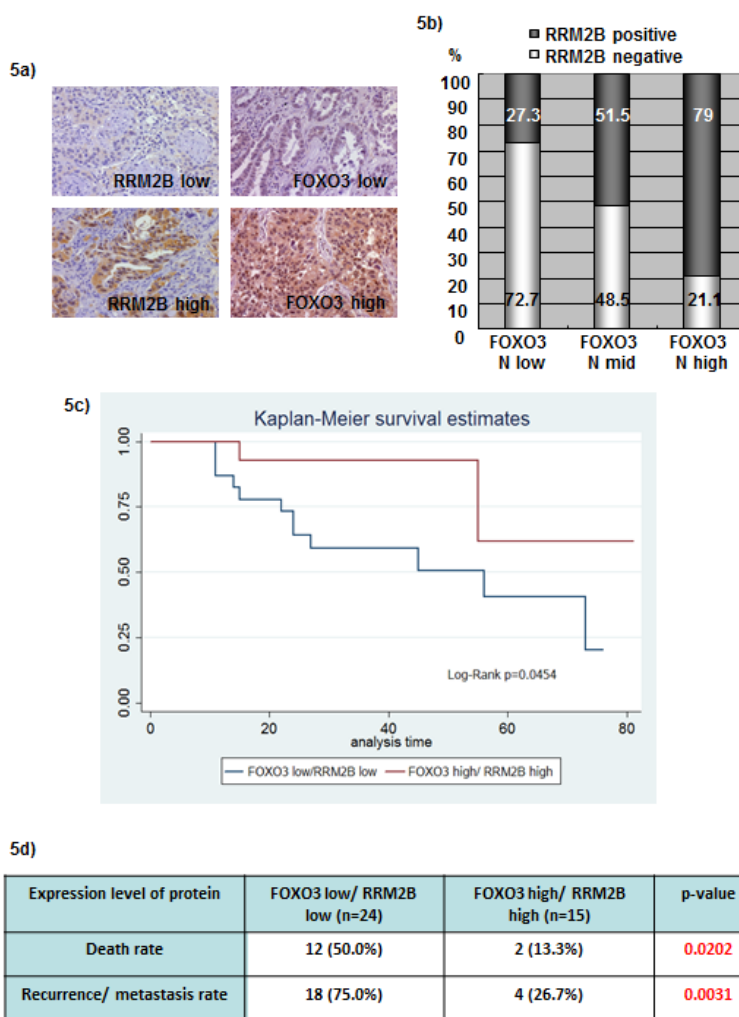 5a)
RRM2B low
FOXO3 low
RRM2B high
FOXO3 high
5b)
RRM2B positive
RRM2B negative
%
100
90
80
70
60
50
40
30
20
10
0
27.3
51.5
79
72.7
48.5
21.1
FOXO3 N low
FOXO3 N mid
FOXO3 N high
5c)
Kaplan-Meier survival estimates
1.00
0.75
0.50
0.25
0.00
0
20
40
60
80
analysis time
Log-Rank p=0.0454
FOXO3 low/RRM2B low
FOXO3 high/ RRM2B high
5d)
Expression level of protein
FOXO3 low/ RRM2B
low (n=24)
FOXO3 high/ RRM2B
high (n=15)
p-value
Death rate
12 (50.0%)
2 (13.3%)
0.0202
Recurrence/ metastasis rate
18 (75.0%)
4 (26.7%)
0.0031